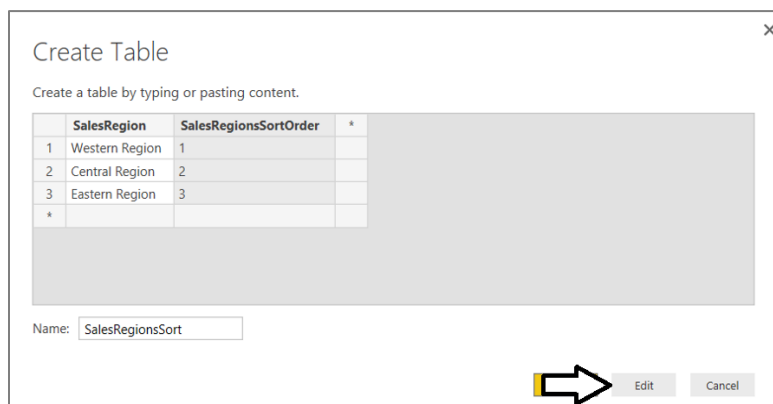 Create Table
Create a table by typing or pasting content.
SalesRegion SalesRegionsSortOrder *
1 Western Region 1
2 Central Region 2
3 Eastern Region 3
*
Name: SalesRegionsSort
Edit Cancel